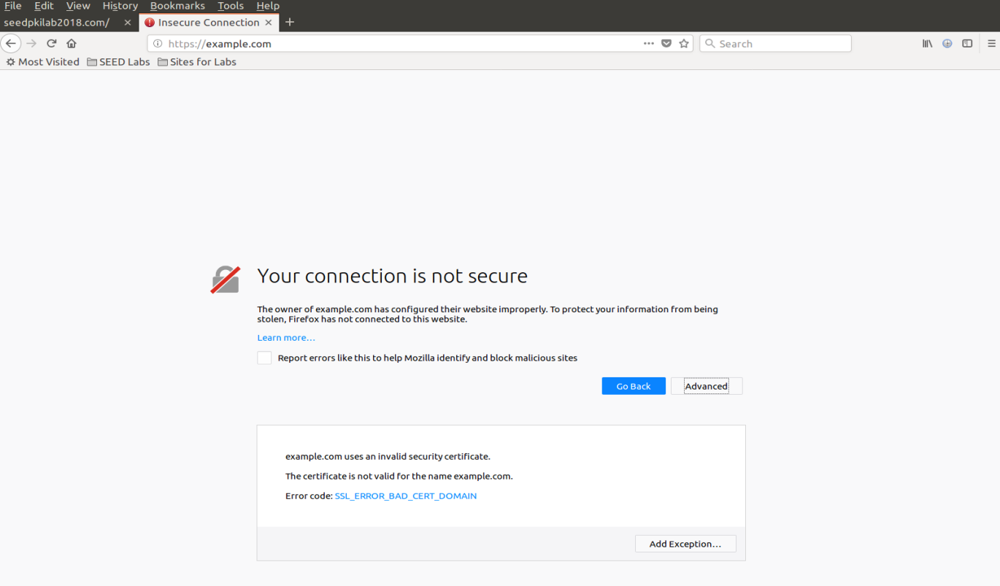 File Edit View History Bookmarks Tools Help
seedpkilab2018.com/ Insecure Connection
https://example.com Search
Most Visited SEED Labs Sites for Labs
Your connection is not secure
The owner of example.com has configured their website improperly. To protect your information from being
stolen, Firefox has not connected to this website.
Learn more…
Report errors like this to help Mozilla identify and block malicious sites
Go Back Advanced
example.com uses an invalid security certificate.
The certificate is not valid for the name example.com.
Error code: SSL_ERROR_BAD_CERT_DOMAIN
Add Exception…